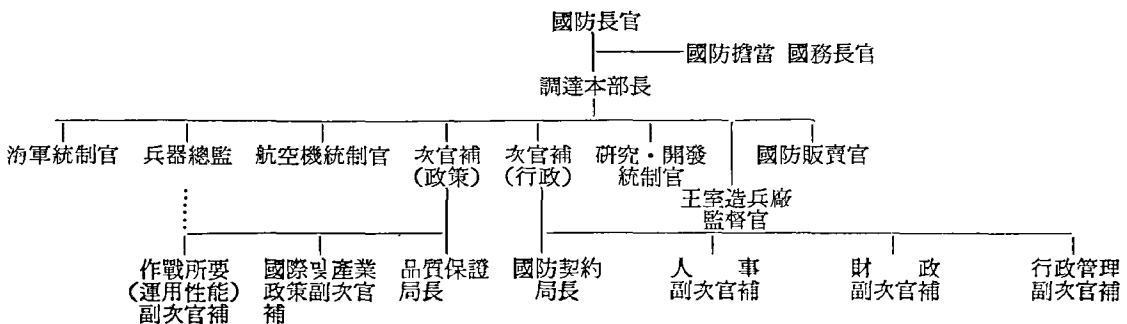 國防長官
國防擔當 國務長官
調達本部長
海軍統制官 兵器總監 航空機統制官 次官補 次官補 研究・開發 國防販賣官
(政策) (行政) 統制官
王室造兵廠
監督官
作戰所要 國際및產業 品質保證 國防契約 人 事 財 政 行政管理
(運用性能) 政策副次官 局長 局長 副次官補 副次官補 副次官補
副次官補 補